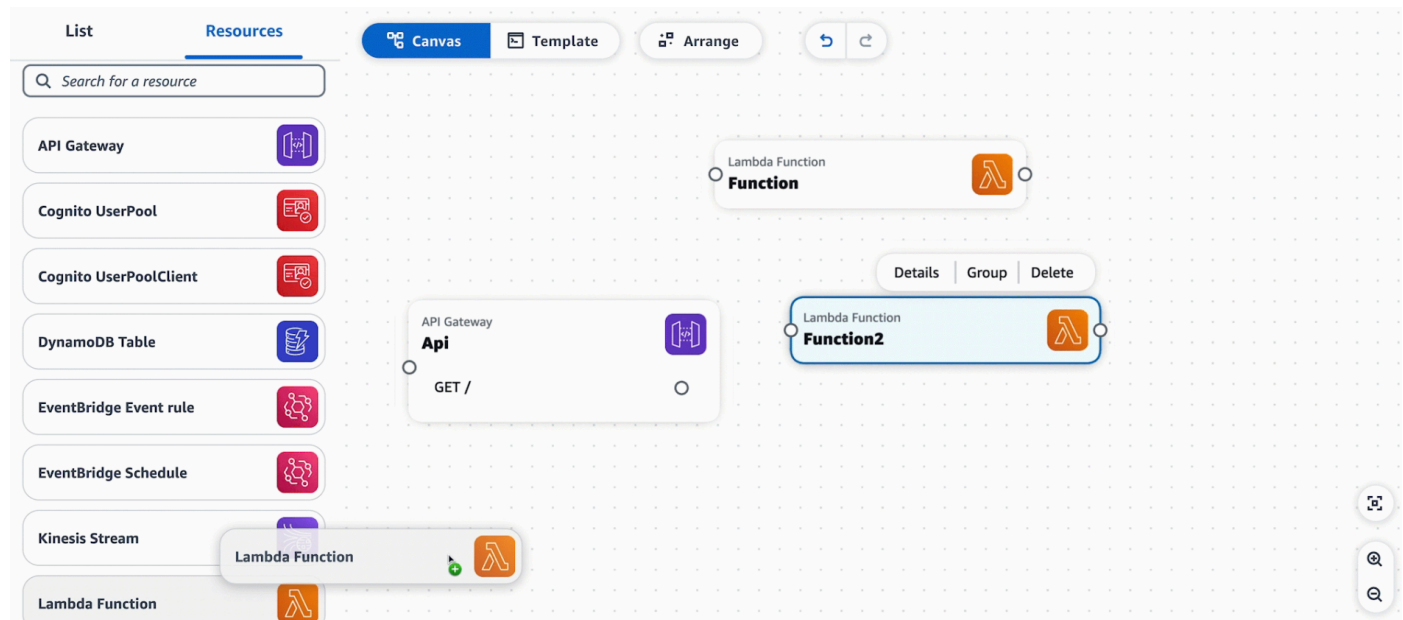 List
Resources
Search for a resource
API Gateway
Cognito UserPool
Cognito UserPoolClient
DynamoDB Table
EventBridge Event rule
EventBridge Schedule
Kinesis Stream
Lambda Function
Lambda Function
Canvas
Template
Arrange
Lambda Function
Function
Details
Group
Delete
API Gateway
Api
GET /
Lambda Function
Function2